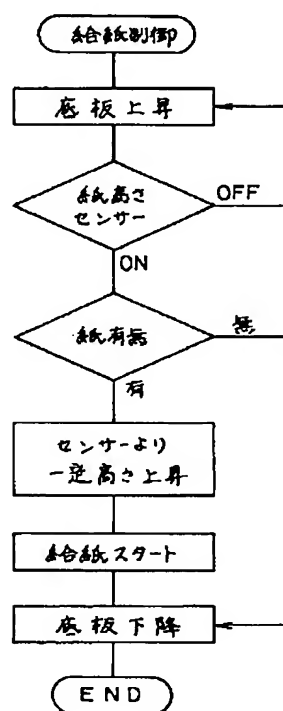 給紙制御
底板上昇
紙高さ
センサー
OFF
ON
紙有無
無
有
センサーより
一定高さ上昇
給紙スタート
底板下降
END